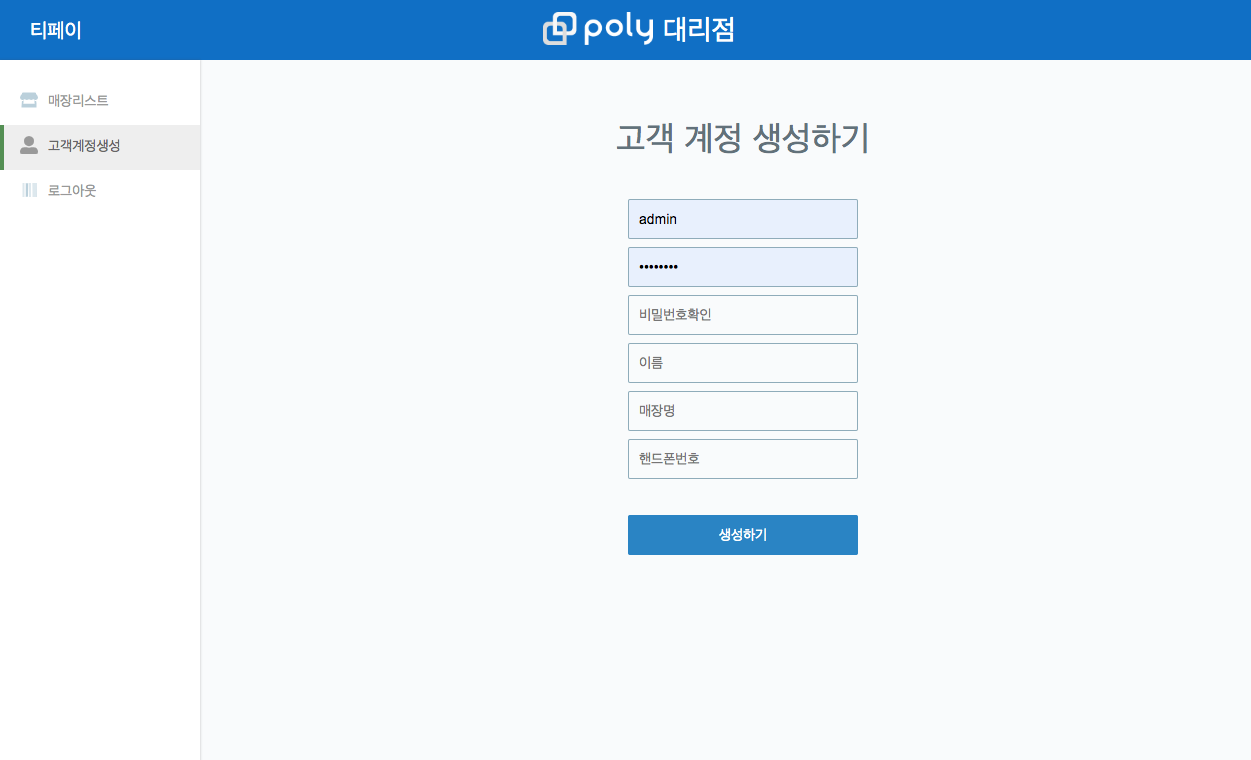 티페이
poly 대리점
매장리스트
고객계정생성
로그아웃
고객 계정 생성하기
admin
••••••••
비밀번호확인
이름
매장명
핸드폰번호
생성하기